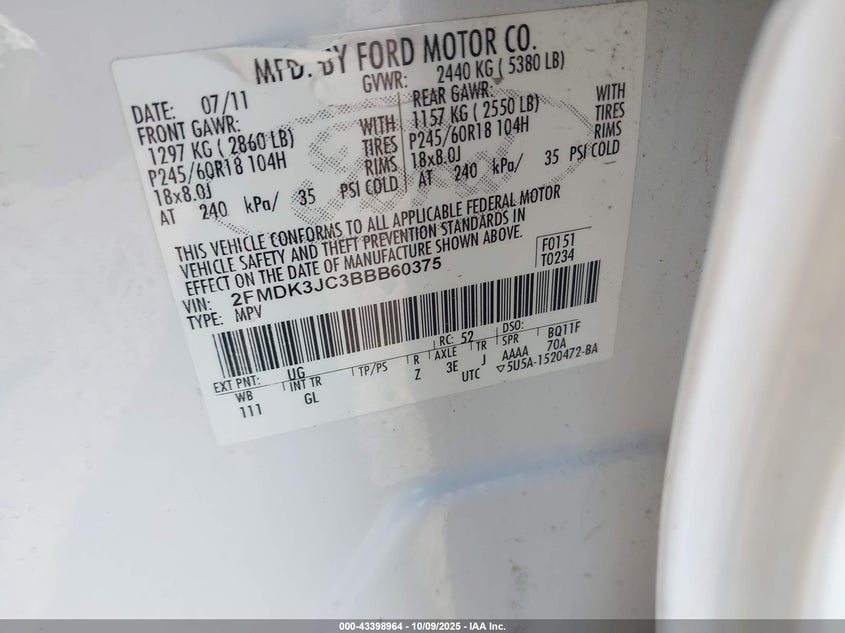 MFD. BY FORD MOTOR CO.
DATE: 07/11
GVWR: 2440 KG ( 5380 LB)
FRONT GAWR:
1297 KG ( 2860 LB) WITH
P245/60R18 104H TIRES
18x8.0J RIMS
AT 240 kPa/ 35 PSI COLD
REAR GAWR:
1157 KG ( 2550 LB) WITH
P245/60R18 104H TIRES
18x8.0J RIMS
AT 240 kPa/ 35 PSI COLD
THIS VEHICLE CONFORMS TO ALL APPLICABLE FEDERAL MOTOR
VEHICLE SAFETY AND THEFT PREVENTION STANDARDS IN
EFFECT ON THE DATE OF MANUFACTURE SHOWN ABOVE.
VIN: 2FMDK3JC3BBB60375
TYPE: MPV
F0151
T0234
EXT PNT: UG RC: 52 DSO:
WB INT TR TP/PS R AXLE TR SPR BQ11F
111 GL Z 3E J AAAA 70A
UTC ▽5U5A-1520472-BA
000-43398964 - 10/09/2025 - IAA Inc.